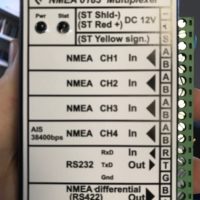 NMEA 0183 Multiplexer
Pwr Stat
(ST Shld-)
(ST Red +) DC 12V
(ST Yellow sign.)
NMEA CH1 In A B
NMEA CH2 In A B
NMEA CH3 In A B
AIS 38400bps NMEA CH4 In A B
RxD In R
RS232 TxD Out T
Gnd G
NMEA differential Out
(RS422)